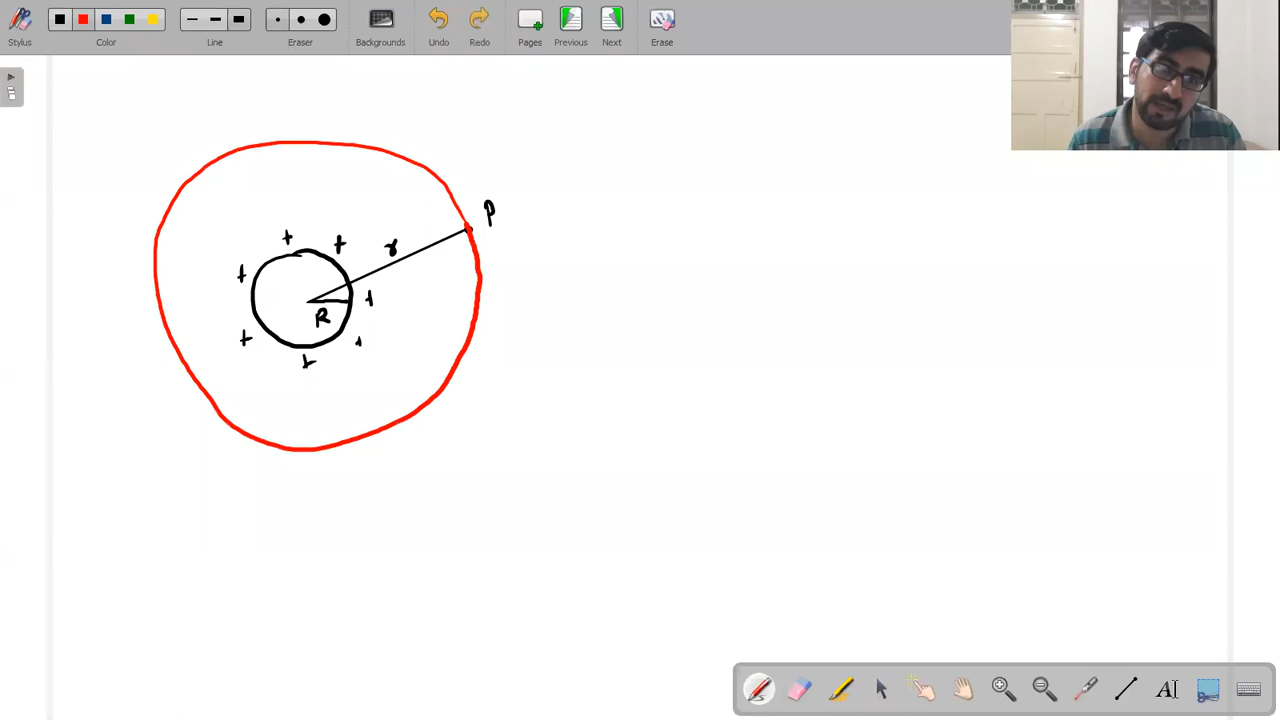 Stylus
Color
Line
Eraser
Backgrounds
Undo
Redo
Pages
Previous
Next
Erase
P
r
+ +
+
+
R
+
+
+
AI